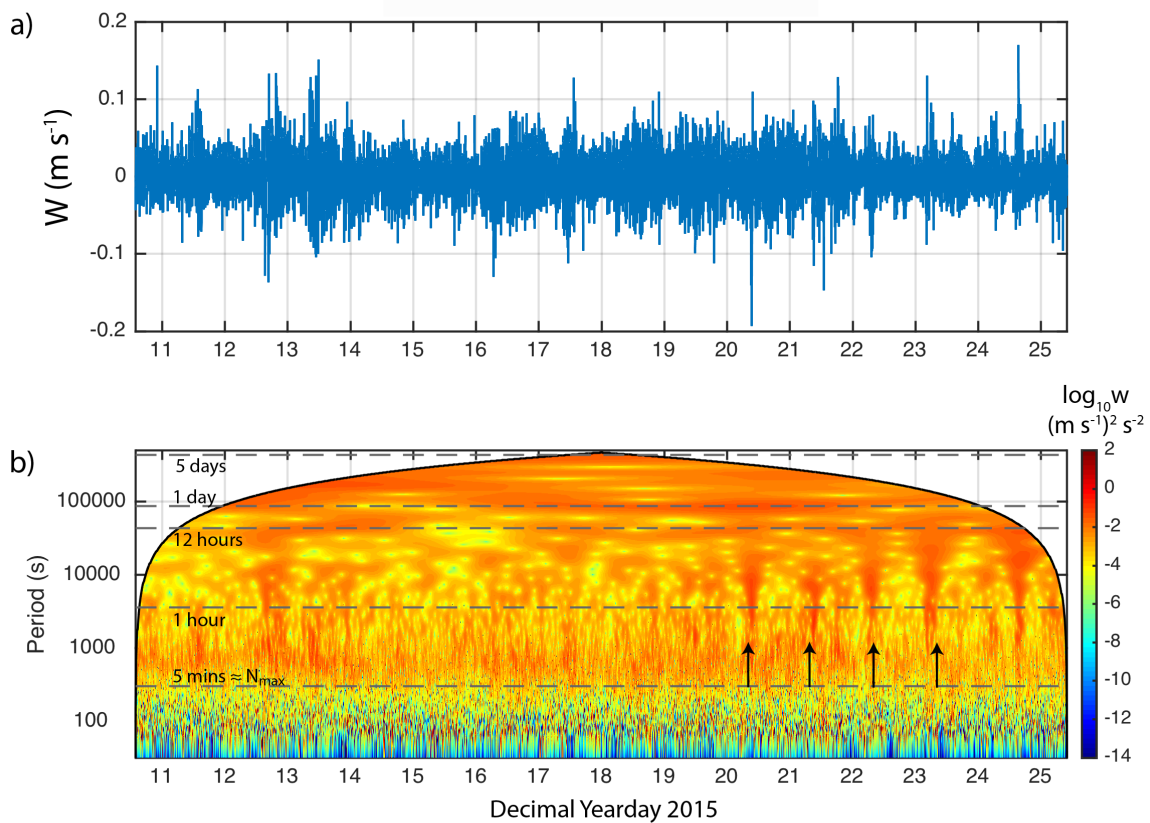 a)
0.2
0.1
0
-0.1
-0.2
W (m s⁻¹)
11 12 13 14 15 16 17 18 19 20 21 22 23 24 25
log₁₀w
(m s⁻¹)² s⁻²
b)
5 days
1 day
12 hours
1 hour
5 mins ≈ Nmax
100000
10000
1000
100
Period (s)
2
0
-2
-4
-6
-8
-10
-12
-14
11 12 13 14 15 16 17 18 19 20 21 22 23 24 25
Decimal Yearday 2015